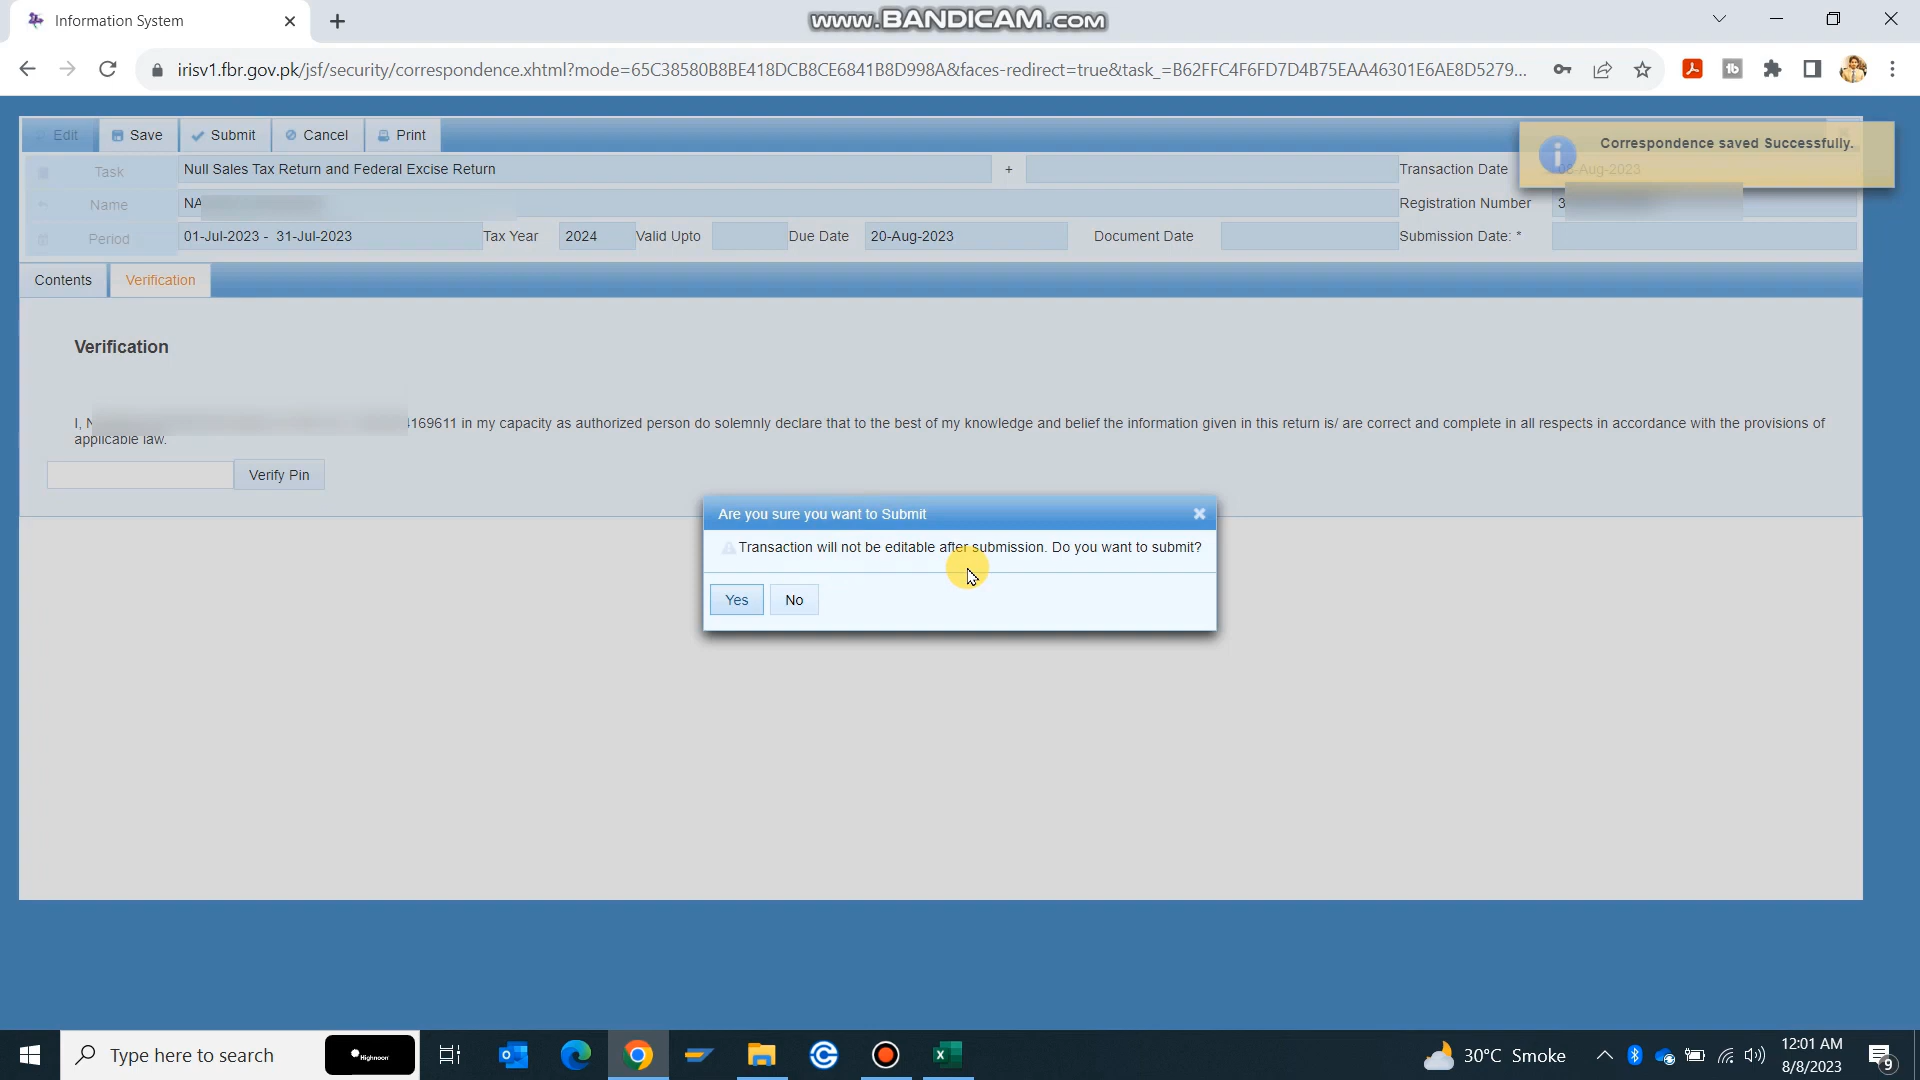 Information System
www.BANDICAM.com
irisv1.fbr.gov.pk/jsf/security/correspondence.xhtml?mode=65C38580B8BE418DCB8CE6841B8D998A&faces-redirect=true&task_=B62FFC4F6FD7D4B75EAA46301E6AE8D5279...
Edit Save Submit Cancel Print
Correspondence saved Successfully.
Task Null Sales Tax Return and Federal Excise Return + Transaction Date 08-Aug-2023
Name NA Registration Number 3
Period 01-Jul-2023 - 31-Jul-2023 Tax Year 2024 Valid Upto Due Date 20-Aug-2023 Document Date Submission Date: *
Contents Verification
Verification
I, N 169611 in my capacity as authorized person do solemnly declare that to the best of my knowledge and belief the information given in this return is/ are correct and complete in all respects in accordance with the provisions of
applicable law.
Verify Pin
Are you sure you want to Submit
Transaction will not be editable after submission. Do you want to submit?
Yes No
Type here to search
Highnoon
30°C Smoke
12:01 AM
8/8/2023
9